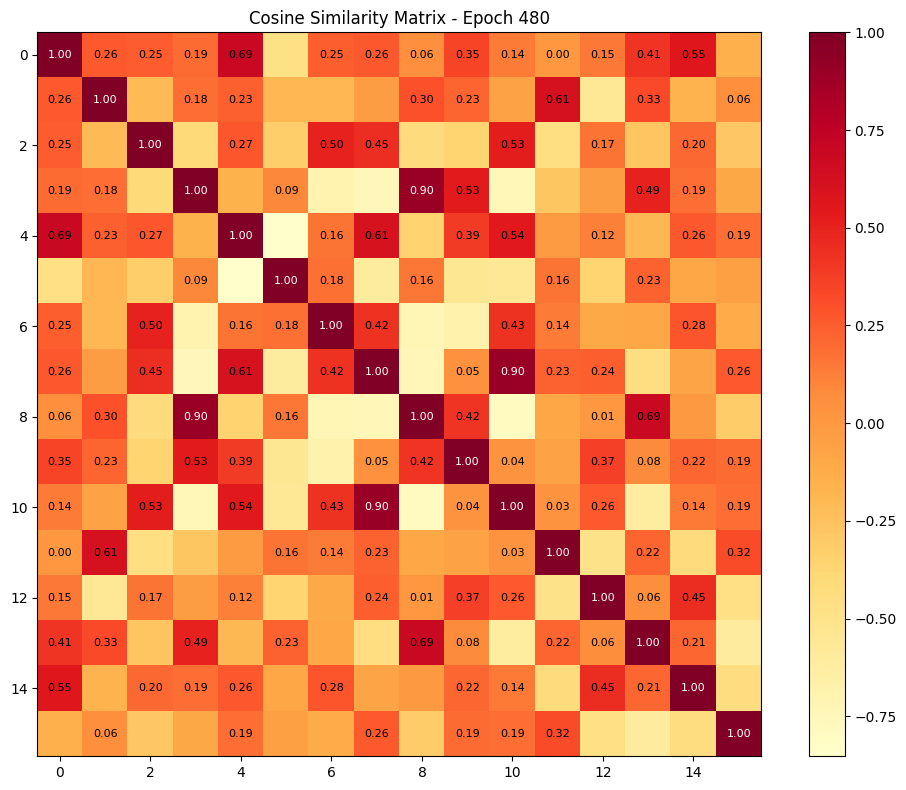 Cosine Similarity Matrix - Epoch 480
0 1.00 0.26 0.25 0.19 0.69 0.25 0.26 0.06 0.35 0.14 0.00 0.15 0.41 0.55 1.00
0.26 1.00 0.18 0.23 0.30 0.23 0.61 0.33 0.06
2 0.25 1.00 0.27 0.50 0.45 0.53 0.17 0.20 0.75
0.19 0.18 1.00 0.09 0.90 0.53 0.49 0.19
4 0.69 0.23 0.27 1.00 0.16 0.61 0.39 0.54 0.12 0.26 0.19 0.50
0.09 1.00 0.18 0.16 0.16 0.23
6 0.25 0.50 0.16 0.18 1.00 0.42 0.43 0.14 0.28 0.25
0.26 0.45 0.61 0.42 1.00 0.05 0.90 0.23 0.24 0.26
8 0.06 0.30 0.90 0.16 1.00 0.42 0.01 0.69 0.00
0.35 0.23 0.53 0.39 0.05 0.42 1.00 0.04 0.37 0.08 0.22 0.19
10 0.14 0.53 0.54 0.43 0.90 0.04 1.00 0.03 0.26 0.14 0.19 −0.25
0.00 0.61 0.16 0.14 0.23 0.03 1.00 0.22 0.32
12 0.15 0.17 0.12 0.24 0.01 0.37 0.26 1.00 0.06 0.45 −0.50
0.41 0.33 0.49 0.23 0.69 0.08 0.22 0.06 1.00 0.21
14 0.55 0.20 0.19 0.26 0.28 0.22 0.14 0.45 0.21 1.00 −0.75
0.06 0.19 0.26 0.19 0.19 0.32 1.00
0 2 4 6 8 10 12 14